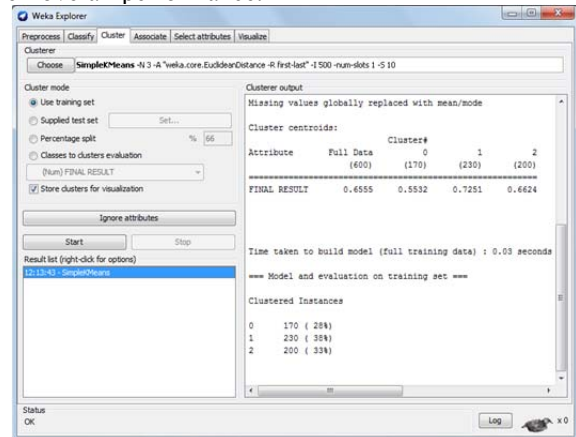 Weka Explorer
Preprocess Classify Cluster Associate Select attributes Visualize
Clusterer
Choose SimpleKMeans -N 3 -A "weka.core.EuclideanDistance -R first-last" -I 500 -num-slots 1 -S 10
Cluster mode
Use training set
Supplied test set Set...
Percentage split % 66
Classes to clusters evaluation
(Num) FINAL RESULT
Store clusters for visualization
Ignore attributes
Start Stop
Result list (right-click for options)
12:13:43 - SimpleKMeans
Clusterer output
Missing values globally replaced with mean/mode
Cluster centroids:
Cluster#
Attribute Full Data 0 1 2
(600) (170) (230) (200)
==========================================================
FINAL RESULT 0.6555 0.5532 0.7251 0.6624
Time taken to build model (full training data) : 0.03 seconds
=== Model and evaluation on training set ===
Clustered Instances
0 170 ( 28%)
1 230 ( 38%)
2 200 ( 33%)
Status
OK
Log x 0